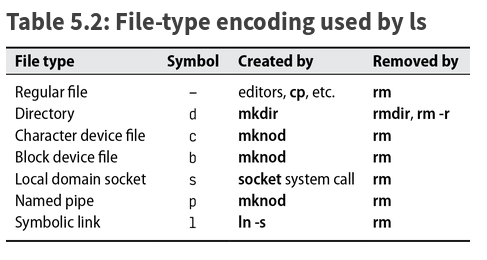 Table 5.2: File-type encoding used by ls
File type Symbol Created by Removed by
Regular file – editors, cp, etc. rm
Directory d mkdir rmdir, rm -r
Character device file c mknod rm
Block device file b mknod rm
Local domain socket s socket system call rm
Named pipe p mknod rm
Symbolic link l ln -s rm